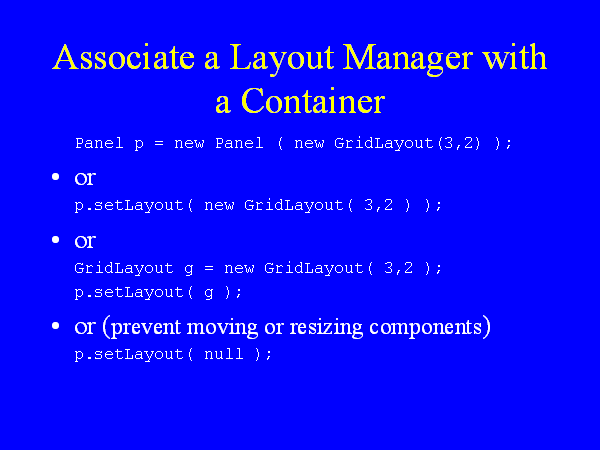 Associate a Layout Manager with
a Container
Panel p = new Panel ( new GridLayout(3,2) );
• or
p.setLayout( new GridLayout( 3,2 ) );
• or
GridLayout g = new GridLayout( 3,2 );
p.setLayout( g );
• or (prevent moving or resizing components)
p.setLayout( null );